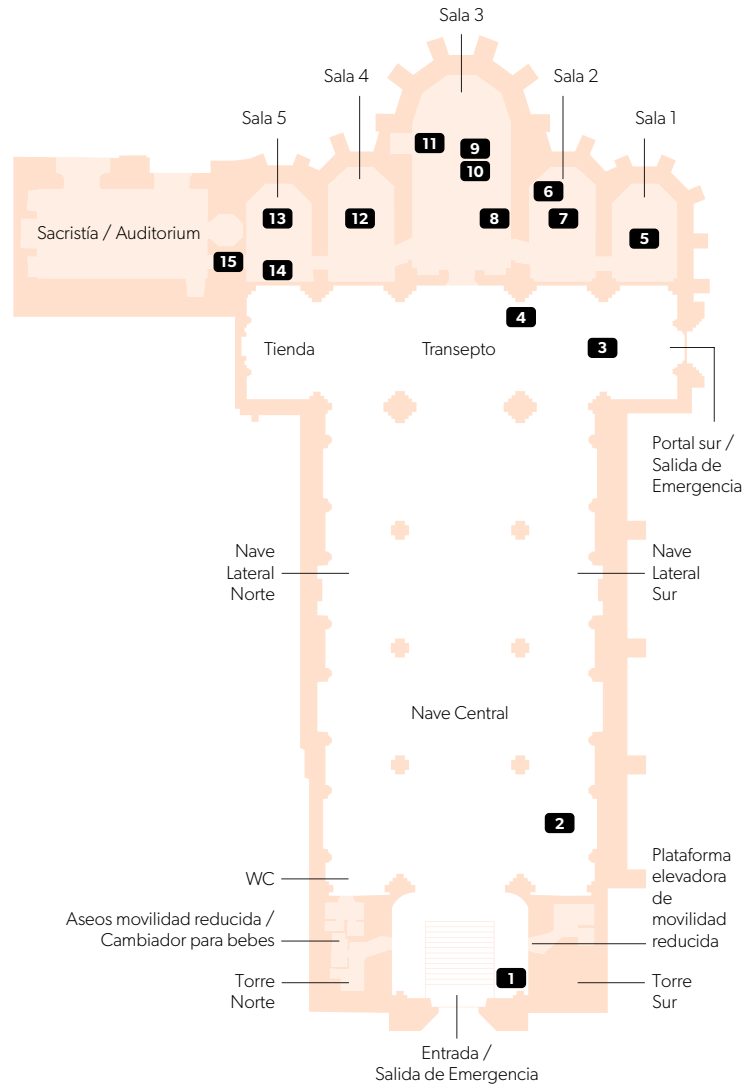 Sala 3
Sala 4
Sala 2
Sala 5
Sala 1
11
9
10
6
13
12
8
7
5
Sacristía / Auditorium
15
14
4
Tienda
Transepto
3
Portal sur /
Salida de
Emergencia
Nave
Lateral
Norte
Nave
Lateral
Sur
Nave Central
2
WC
Aseos movilidad reducida /
Cambiador para bebes
Torre
Norte
Plataforma
elevadora
de
movilidad
reducida
1
Torre
Sur
Entrada /
Salida de Emergencia